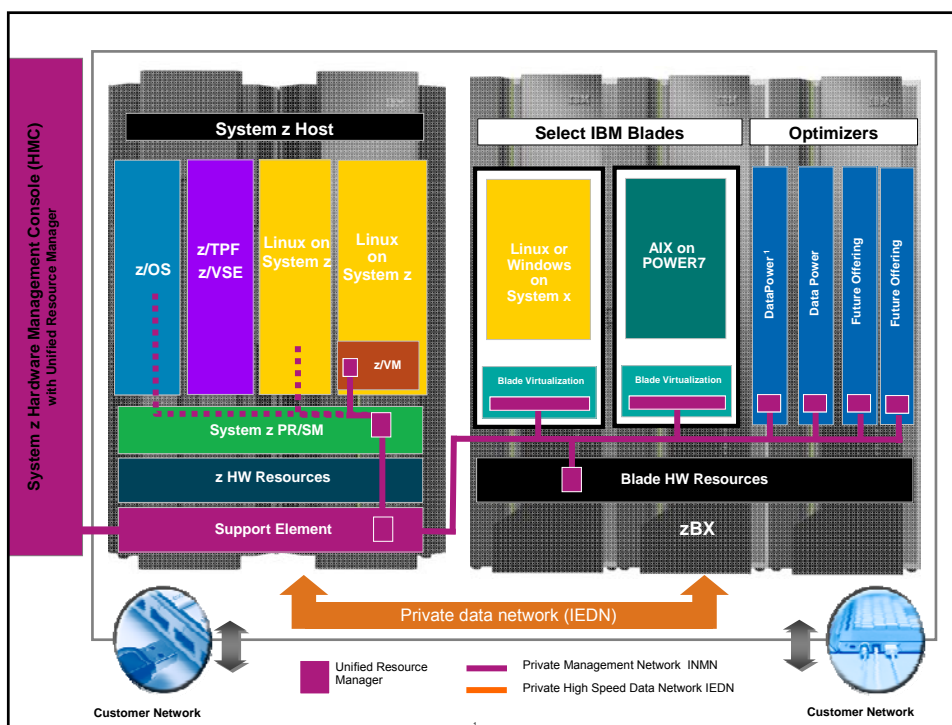 System z Hardware Management Console (HMC)
with Unified Resource Manager
System z Host
Select IBM Blades
Optimizers
z/OS
z/TPF
z/VSE
Linux on
System z
Linux
on
System z
z/VM
Linux or
Windows
on
System x
AIX on
POWER7
DataPower 1
Data Power
Future Offering
Future Offering
Blade Virtualization
Blade Virtualization
System z PR/SM
z HW Resources
Support Element
Blade HW Resources
zBX
Private data network (IEDN)
Unified Resource
Manager
Private Management Network INMN
Private High Speed Data Network IEDN
Customer Network
Customer Network
1